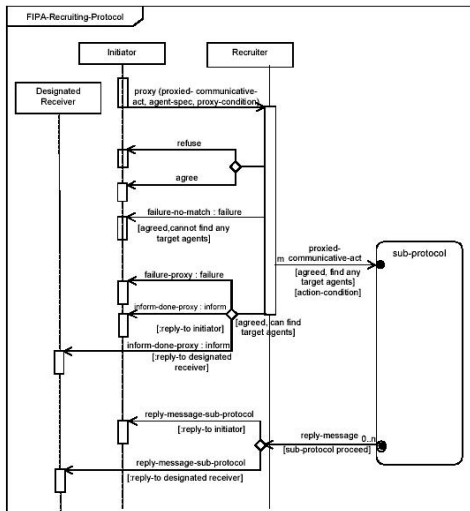 FIPA-Recruiting-Protocol
Initiator
Recruiter
Designated
Receiver
proxy (proxied- communicative-
act, agent-spec, proxy-condition)
refuse
agree
failure-no-match : failure
[agreed,cannot find any
target agents]
m
proxied-
communicative-act
[agreed, find any
target agents]
[action-condition]
sub-protocol
failure-proxy : failure
inform-done-proxy : inform
[:reply-to initiator]
[agreed, can find
target agents]
inform-done-proxy : inform
[:reply-to designated
receiver]
reply-message-sub-protocol
[:reply-to initiator]
reply-message
0..n
[sub-protocol proceed]
reply-message-sub-protocol
[:reply-to designated receiver]